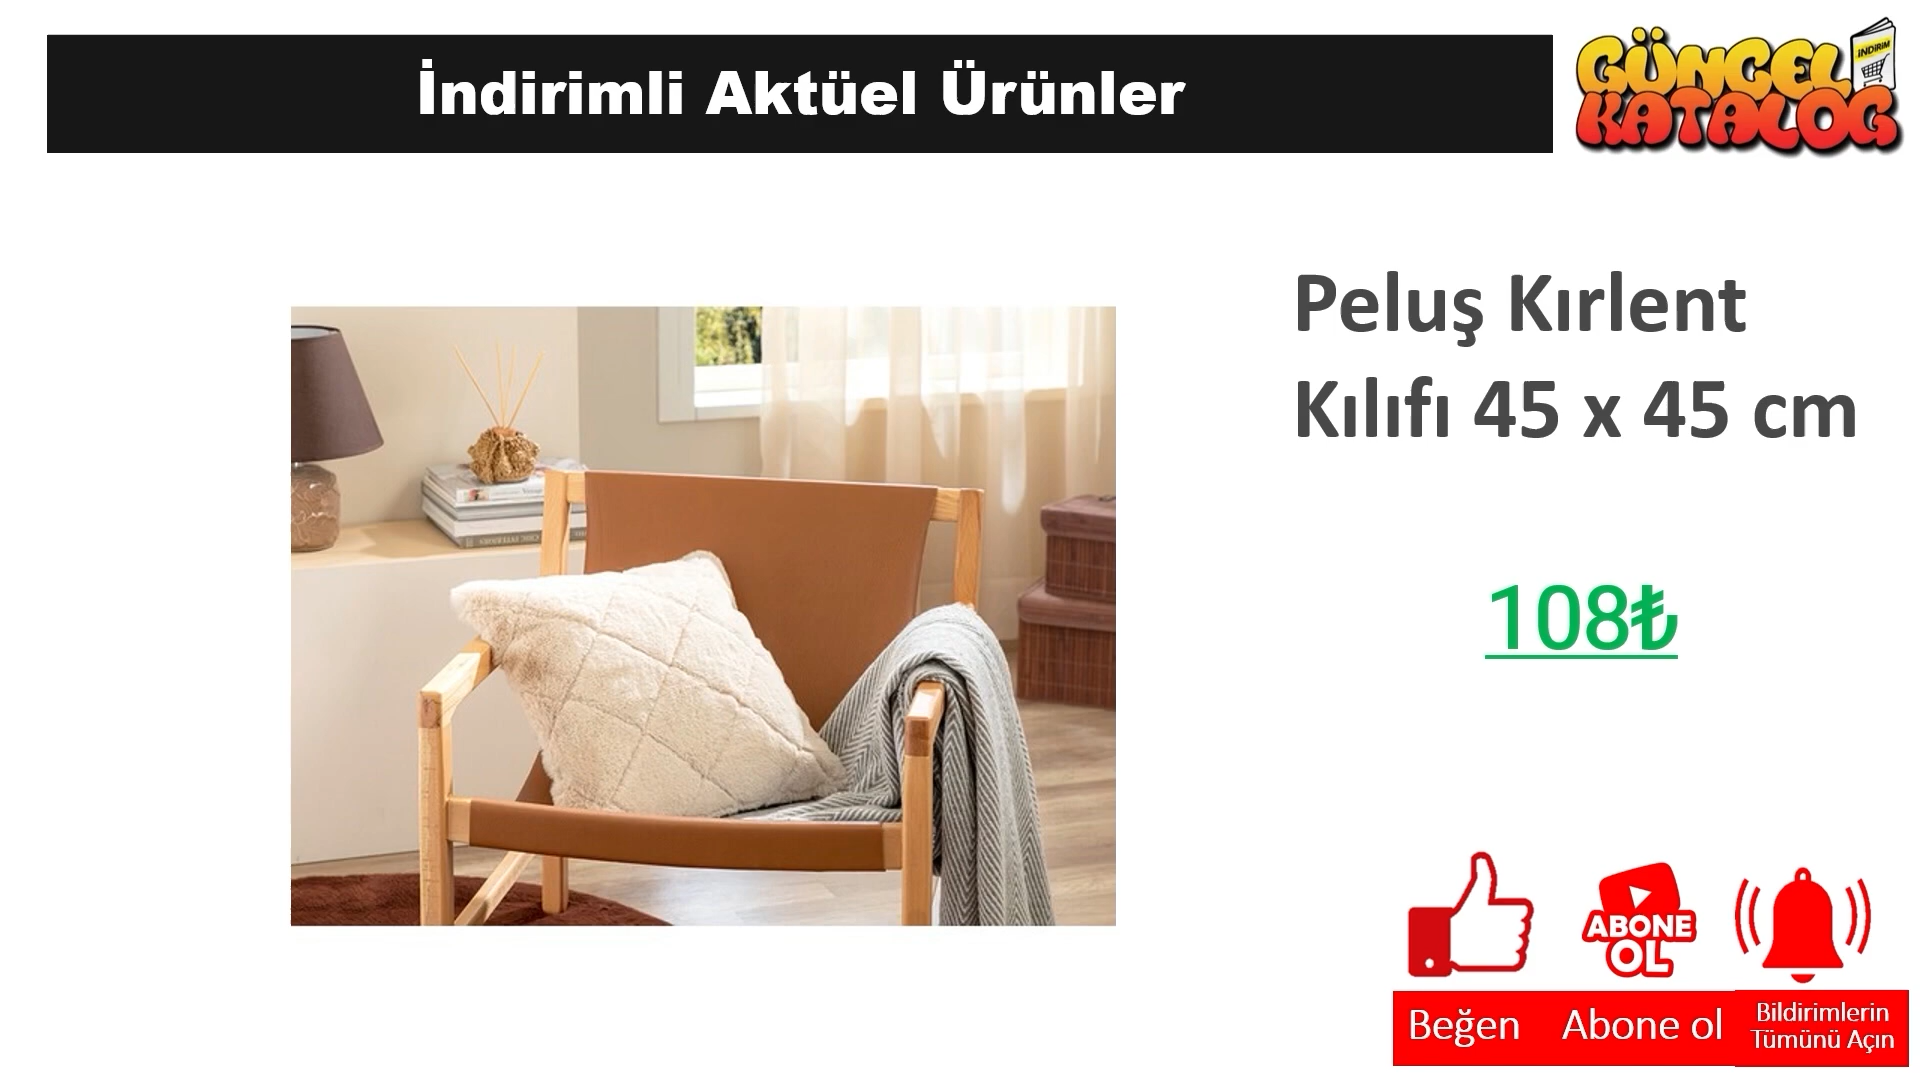 İndirimli Aktüel Ürünler
GÜNCEL
İNDİRİM
KATALOG
Peluş Kırlent
Kılıfı 45 x 45 cm
108₺
ABONE
OL
Beğen
Abone ol
Bildirimlerin
Tümünü Açın